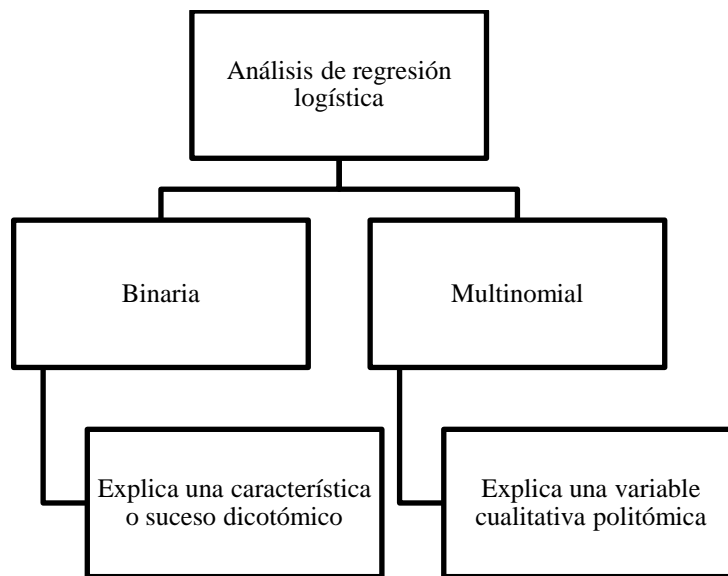 Análisis de regresión
logística
Binaria
Multinomial
Explica una característica
o suceso dicotómico
Explica una variable
cualitativa politómica